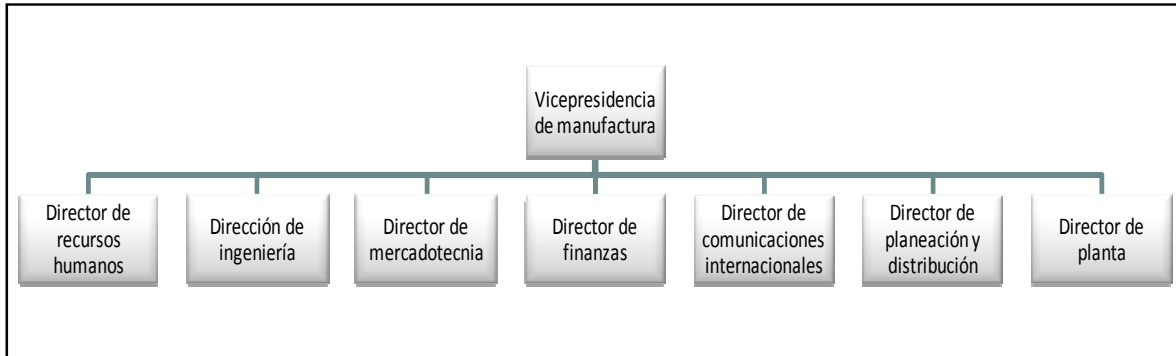 Vicepresidencia
de manufactura
Director de
recursos
humanos
Dirección de
ingeniería
Director de
mercadotecnia
Director de
finanzas
Director de
comunicaciones
internacionales
Director de
planeación y
distribución
Director de
planta